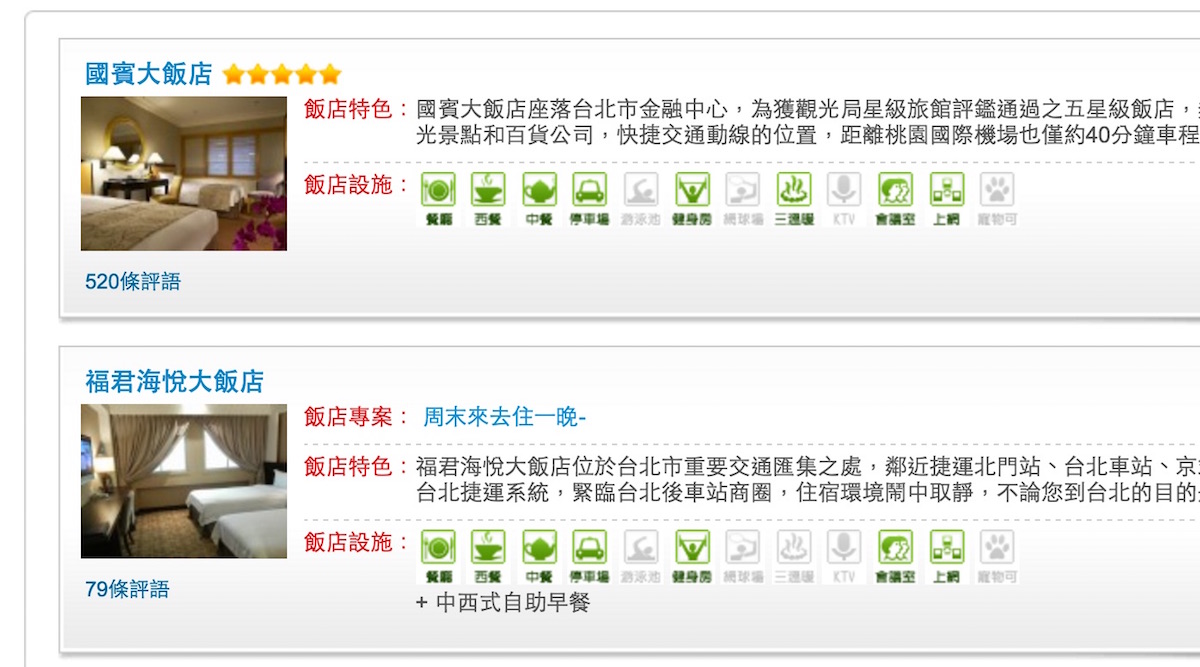 國賓大飯店
飯店特色：國賓大飯店座落台北市金融中心，為獲觀光局星級旅館評鑑通過之五星級飯店，
光景點和百貨公司，快捷交通動線的位置，距離桃園國際機場也僅約40分鐘車程
飯店設施：
餐廳 西餐 中餐 停車場 游泳池 健身房 網球場 三溫暖 KTV 會議室 上網 寵物可
520條評語
福君海悅大飯店
飯店專案： 周末來去住一晚-
飯店特色：福君海悅大飯店位於台北市重要交通匯集之處，鄰近捷運北門站、台北車站、京
台北捷運系統，緊臨台北後車站商圈，住宿環境鬧中取靜，不論您到台北的目的
飯店設施：
餐廳 西餐 中餐 停車場 游泳池 健身房 網球場 三溫暖 KTV 會議室 上網 寵物可
+ 中西式自助早餐
79條評語